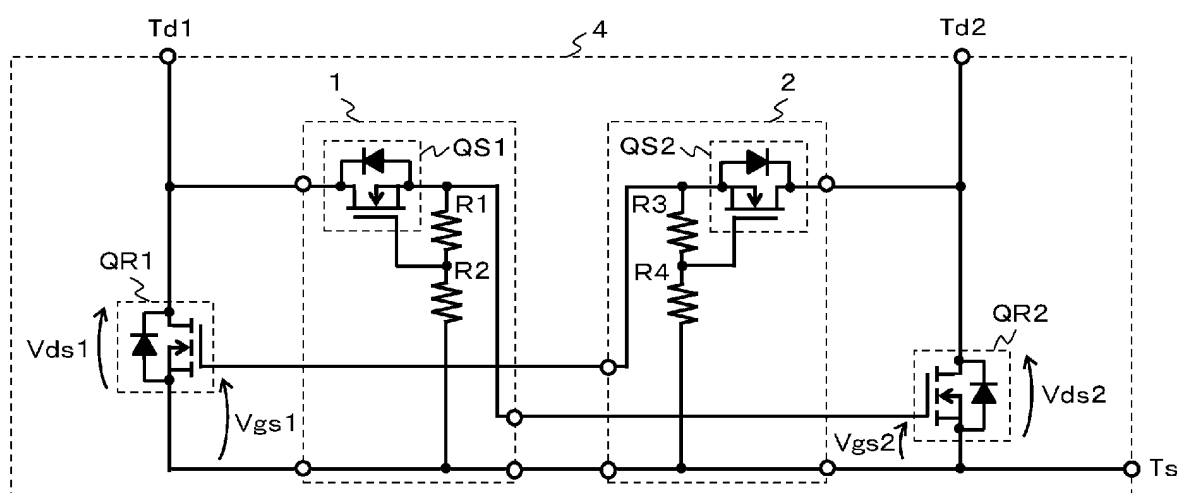 Td1
4
Td2
1
2
QS1
QS2
R1
R3
R2
R4
QR1
QR2
Vds1
Vds2
Vgs1
Vgs2
Ts